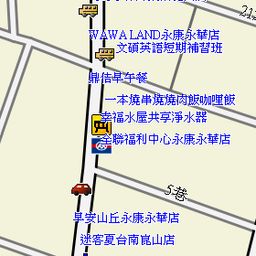 WAWA LAND永康永華店
文碩英語短期補習班
鼎佶早午餐
一本燒串燒燒肉飯咖哩飯
幸福水屋共享淨水器
全聯福利中心永康永華店
5巷
早安山丘永康永華店
迷客夏台南崑山店